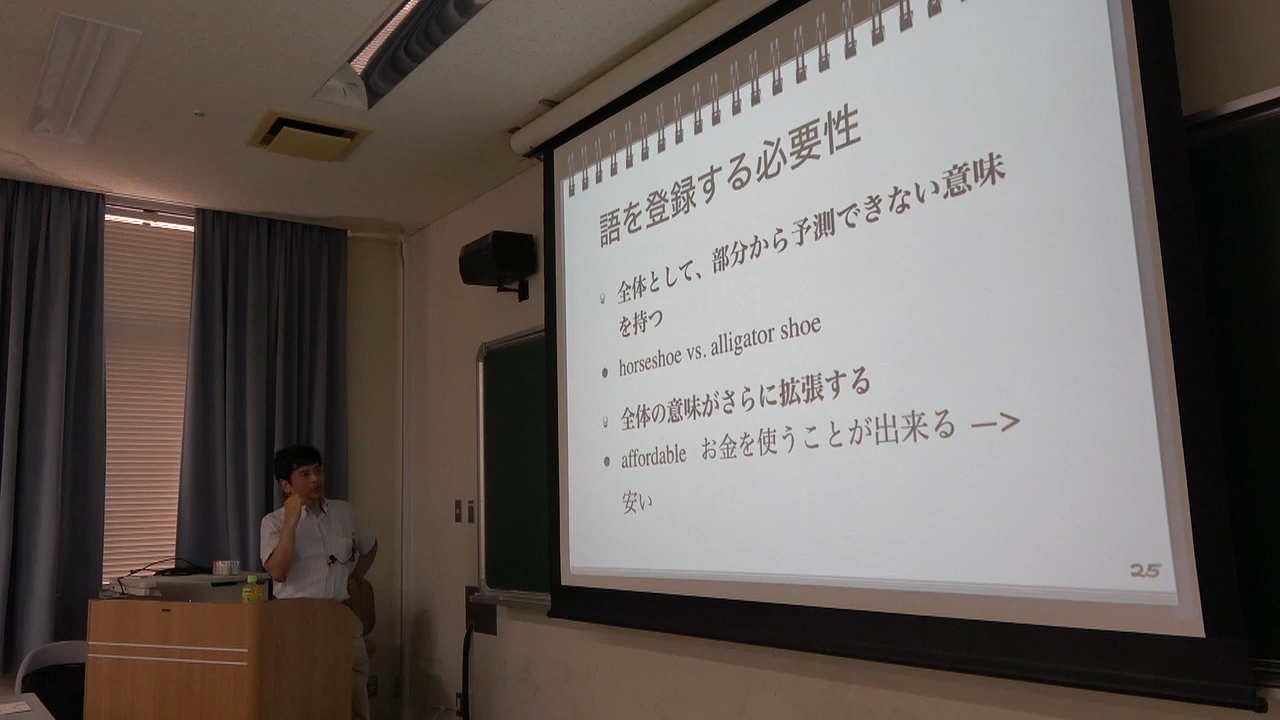 語を登録する必要性
全体として、部分から予測できない意味
を持つ
horseshoe vs. alligator shoe
全体の意味がさらに拡張する
affordable お金を使うことが出来る —>
安い
25